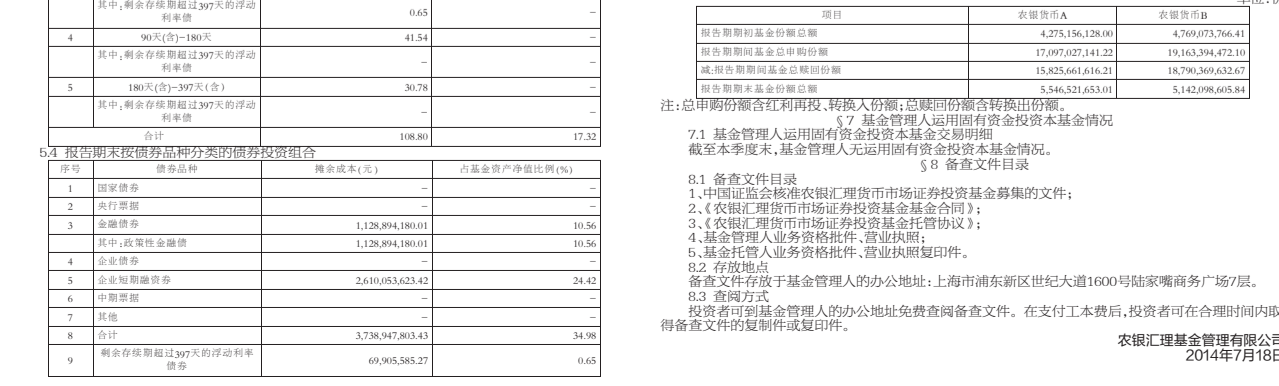 其中:剩余存续期超过397天的浮动
利率债 0.65 –
4 90天(含)–180天 41.54 –
其中:剩余存续期超过397天的浮动
利率债 – –
5 180天(含)–397天(含) 30.78 –
其中:剩余存续期超过397天的浮动
利率债 – –
合计 108.80 17.32
5.4 报告期末按债券品种分类的债券投资组合
序号 债券品种 摊余成本(元) 占基金资产净值比例(%)
1 国家债券 – –
2 央行票据 – –
3 金融债券 1,128,894,180.01 10.56
其中:政策性金融债 1,128,894,180.01 10.56
4 企业债券 – –
5 企业短期融资券 2,610,053,623.42 24.42
6 中期票据 – –
7 其他 – –
8 合计 3,738,947,803.43 34.98
9 剩余存续期超过397天的浮动利率
债券 69,905,585.27 0.65
项目 农银货币A 农银货币B
报告期期初基金份额总额 4,275,156,128.00 4,769,073,766.41
报告期期间基金总申购份额 17,097,027,141.22 19,163,394,472.10
减:报告期期间基金总赎回份额 15,825,661,616.21 18,790,369,632.67
报告期期末基金份额总额 5,546,521,653.01 5,142,098,605.84
注:总申购份额含红利再投、转换入份额;总赎回份额含转换出份额。
§7 基金管理人运用固有资金投资本基金情况
7.1 基金管理人运用固有资金投资本基金交易明细
截至本季度末,基金管理人无运用固有资金投资本基金情况。
§8 备查文件目录
8.1 备查文件目录
1、中国证监会核准农银汇理货币市场证券投资基金募集的文件;
2、《农银汇理货币市场证券投资基金基金合同》;
3、《农银汇理货币市场证券投资基金托管协议》;
4、基金管理人业务资格批件、营业执照;
5、基金托管人业务资格批件、营业执照复印件。
8.2 存放地点
备查文件存放于基金管理人的办公地址:上海市浦东新区世纪大道1600号陆家嘴商务广场7层。
8.3 查阅方式
投资者可到基金管理人的办公地址免费查阅备查文件。在支付工本费后,投资者可在合理时间内取
得备查文件的复制件或复印件。
农银汇理基金管理有限公司
2014年7月18日